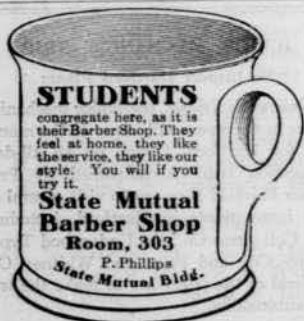 STUDENTS
congregate here, as it is
their Barber Shop. They
feel at home, they like
the service, they like our
style. You will if you
try it.
State Mutual
Barber Shop
Room, 303
P. Phillips
State Mutual Bldg.